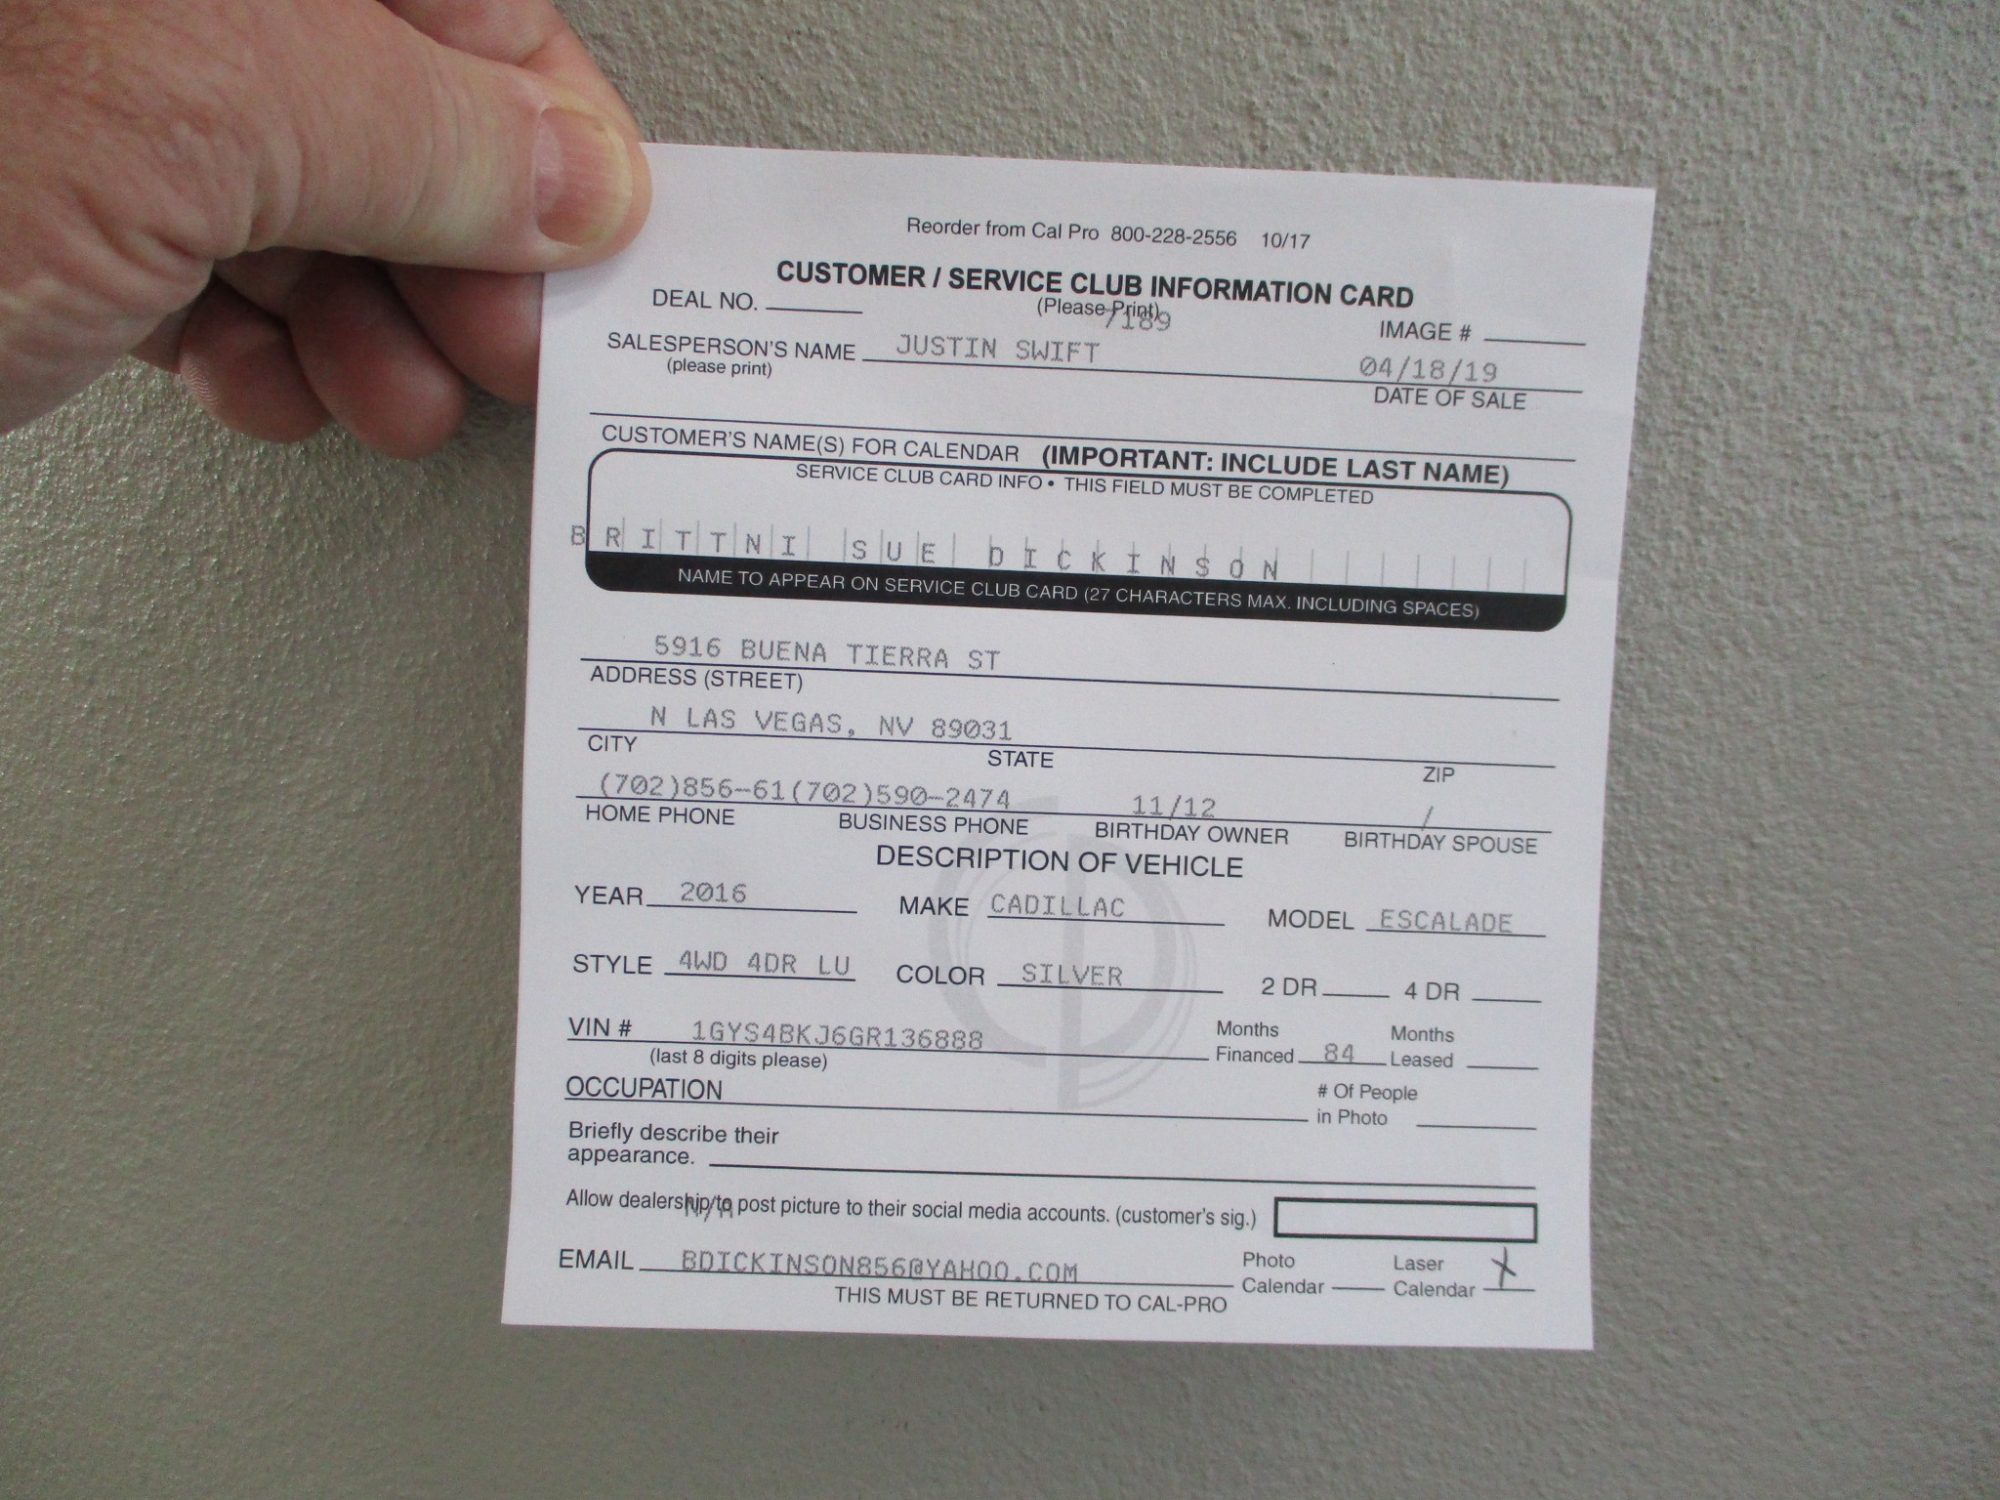 Reorder from Cal Pro 800-228-2556 10/17
CUSTOMER / SERVICE CLUB INFORMATION CARD
DEAL NO. (Please Print) 7189 IMAGE #
SALESPERSON'S NAME JUSTIN SWIFT 04/18/19
(please print) DATE OF SALE
CUSTOMER'S NAME(S) FOR CALENDAR (IMPORTANT: INCLUDE LAST NAME)
SERVICE CLUB CARD INFO • THIS FIELD MUST BE COMPLETED
BRITTNI SUE DICKINSON
NAME TO APPEAR ON SERVICE CLUB CARD (27 CHARACTERS MAX. INCLUDING SPACES)
5916 BUENA TIERRA ST
ADDRESS (STREET)
N LAS VEGAS, NV 89031
CITY STATE ZIP
(702)856-61(702)590-2474 11/12 /
HOME PHONE BUSINESS PHONE BIRTHDAY OWNER BIRTHDAY SPOUSE
DESCRIPTION OF VEHICLE
YEAR 2016 MAKE CADILLAC MODEL ESCALADE
STYLE 4WD 4DR LU COLOR SILVER 2 DR 4 DR
VIN # 1GYS4BKJ6GR136888 Months Financed 84 Months Leased
(last 8 digits please)
OCCUPATION # Of People in Photo
Briefly describe their
appearance.
Allow dealership to post picture to their social media accounts. (customer's sig.)
N/A
EMAIL BDICKINSON856@YAHOO.COM Photo Calendar Laser Calendar X
THIS MUST BE RETURNED TO CAL-PRO